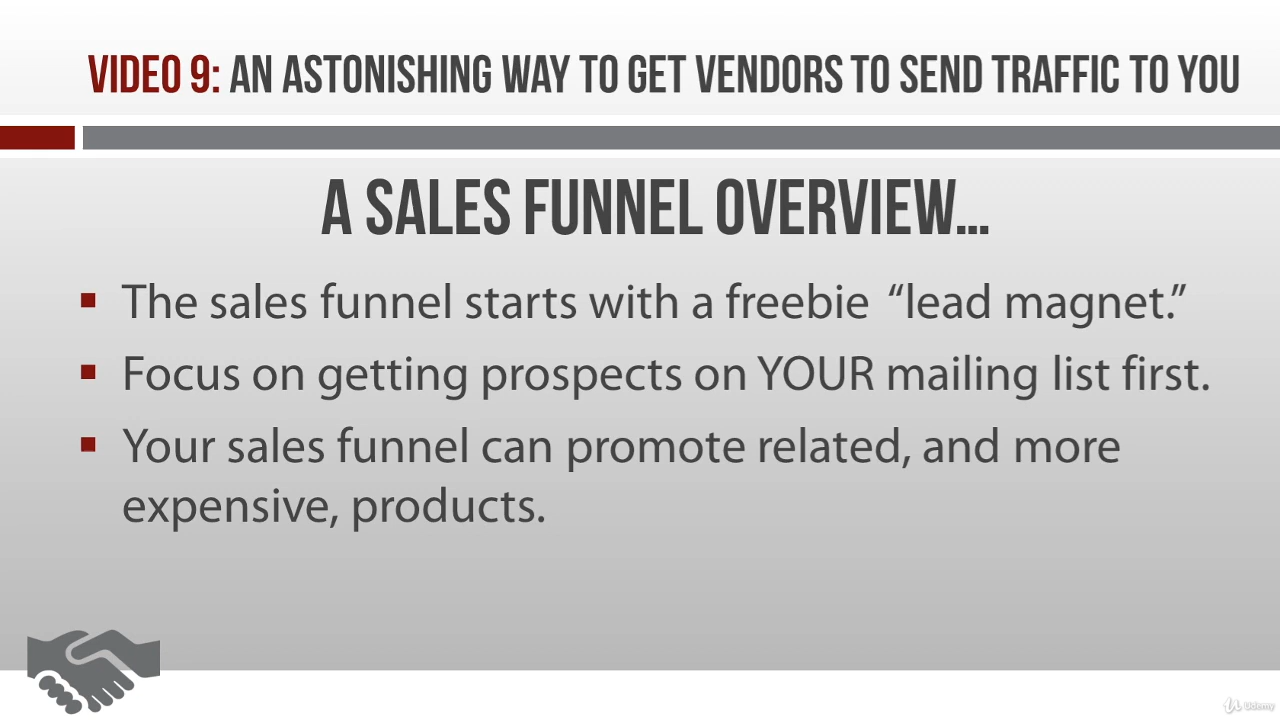 VIDEO 9: AN ASTONISHING WAY TO GET VENDORS TO SEND TRAFFIC TO YOU
A SALES FUNNEL OVERVIEW...
The sales funnel starts with a freebie “lead magnet.”
Focus on getting prospects on YOUR mailing list first.
Your sales funnel can promote related, and more
expensive, products.
Udemy